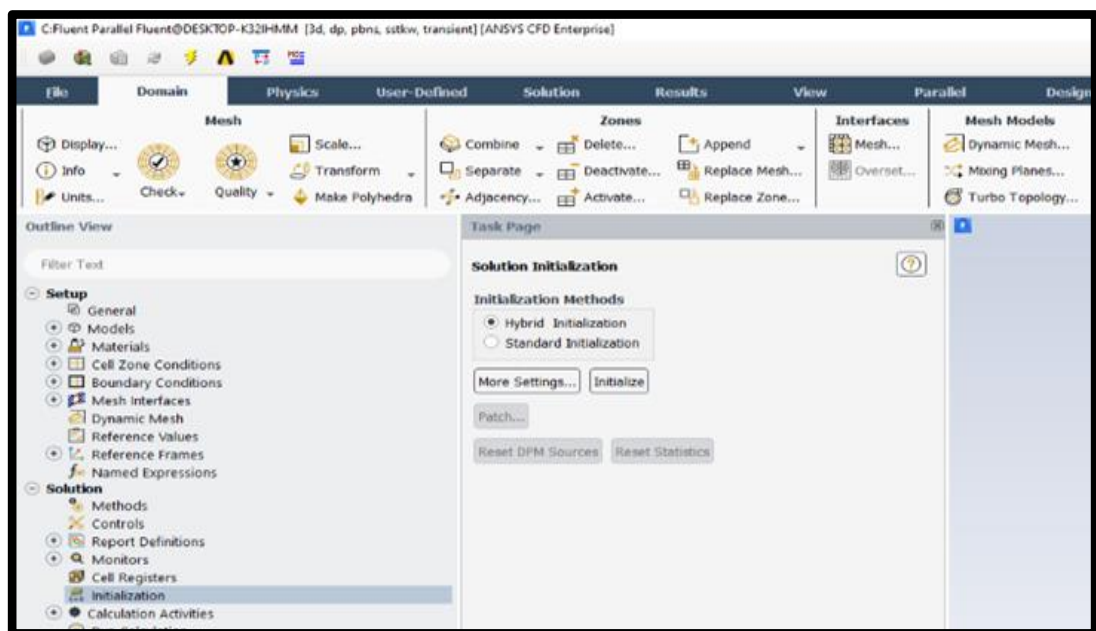 C:Fluent Parallel Fluent@DESKTOP-K32IHMM [3d, dp, pbns, sstkw, transient] [ANSYS CFD Enterprise]
File Domain Physics User-Defined Solution Results View Parallel Design
Mesh Zones Interfaces Mesh Models
Display... Scale... Combine Delete... Append Mesh... Dynamic Mesh...
Info Transform Separate Deactivate... Replace Mesh... Overset... Mixing Planes...
Units... Check Quality Make Polyhedra Adjacency... Activate... Replace Zone... Turbo Topology...
Outline View
Filter Text
Setup
General
Models
Materials
Cell Zone Conditions
Boundary Conditions
Mesh Interfaces
Dynamic Mesh
Reference Values
Reference Frames
Named Expressions
Solution
Methods
Controls
Report Definitions
Monitors
Cell Registers
Initialization
Calculation Activities
Task Page
Solution Initialization
Initialization Methods
Hybrid Initialization
Standard Initialization
More Settings... Initialize
Patch...
Reset DPM Sources Reset Statistics